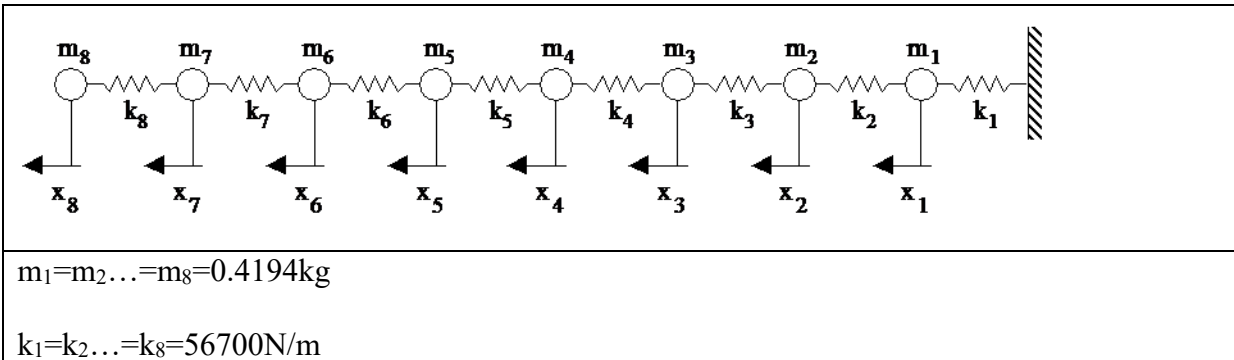 m₈ m₇ m₆ m₅ m₄ m₃ m₂ m₁
k₈ k₇ k₆ k₅ k₄ k₃ k₂ k₁
x₈ x₇ x₆ x₅ x₄ x₃ x₂ x₁
m₁=m₂…=m₈=0.4194kg
k₁=k₂…=k₈=56700N/m